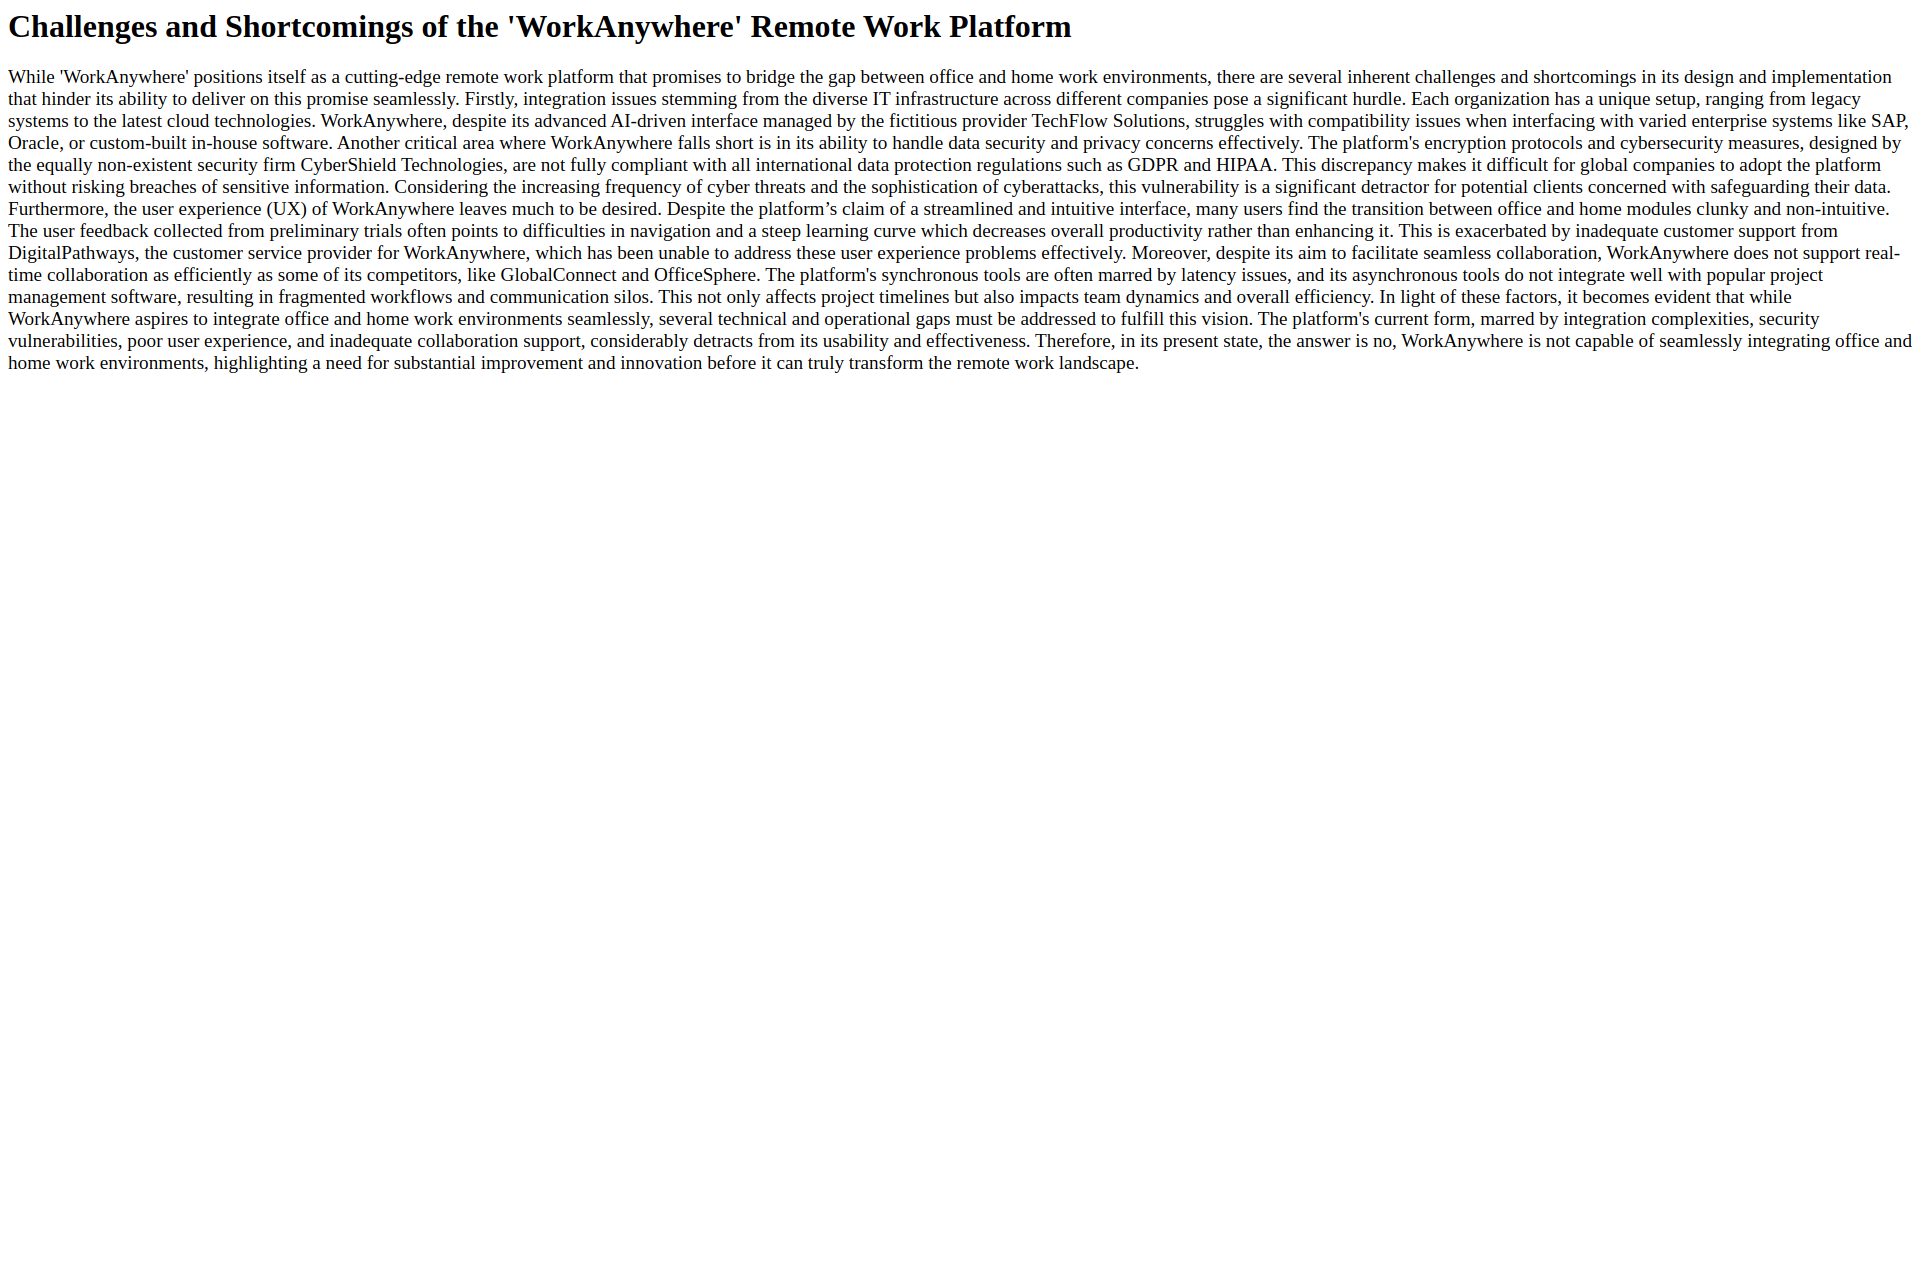 Challenges and Shortcomings of the 'WorkAnywhere' Remote Work Platform
While 'WorkAnywhere' positions itself as a cutting-edge remote work platform that promises to bridge the gap between office and home work environments, there are several inherent challenges and shortcomings in its design and implementation
that hinder its ability to deliver on this promise seamlessly. Firstly, integration issues stemming from the diverse IT infrastructure across different companies pose a significant hurdle. Each organization has a unique setup, ranging from legacy
systems to the latest cloud technologies. WorkAnywhere, despite its advanced AI-driven interface managed by the fictitious provider TechFlow Solutions, struggles with compatibility issues when interfacing with varied enterprise systems like SAP,
Oracle, or custom-built in-house software. Another critical area where WorkAnywhere falls short is in its ability to handle data security and privacy concerns effectively. The platform's encryption protocols and cybersecurity measures, designed by
the equally non-existent security firm CyberShield Technologies, are not fully compliant with all international data protection regulations such as GDPR and HIPAA. This discrepancy makes it difficult for global companies to adopt the platform
without risking breaches of sensitive information. Considering the increasing frequency of cyber threats and the sophistication of cyberattacks, this vulnerability is a significant detractor for potential clients concerned with safeguarding their data.
Furthermore, the user experience (UX) of WorkAnywhere leaves much to be desired. Despite the platform’s claim of a streamlined and intuitive interface, many users find the transition between office and home modules clunky and non-intuitive.
The user feedback collected from preliminary trials often points to difficulties in navigation and a steep learning curve which decreases overall productivity rather than enhancing it. This is exacerbated by inadequate customer support from
DigitalPathways, the customer service provider for WorkAnywhere, which has been unable to address these user experience problems effectively. Moreover, despite its aim to facilitate seamless collaboration, WorkAnywhere does not support real-
time collaboration as efficiently as some of its competitors, like GlobalConnect and OfficeSphere. The platform's synchronous tools are often marred by latency issues, and its asynchronous tools do not integrate well with popular project
management software, resulting in fragmented workflows and communication silos. This not only affects project timelines but also impacts team dynamics and overall efficiency. In light of these factors, it becomes evident that while
WorkAnywhere aspires to integrate office and home work environments seamlessly, several technical and operational gaps must be addressed to fulfill this vision. The platform's current form, marred by integration complexities, security
vulnerabilities, poor user experience, and inadequate collaboration support, considerably detracts from its usability and effectiveness. Therefore, in its present state, the answer is no, WorkAnywhere is not capable of seamlessly integrating office and
home work environments, highlighting a need for substantial improvement and innovation before it can truly transform the remote work landscape.